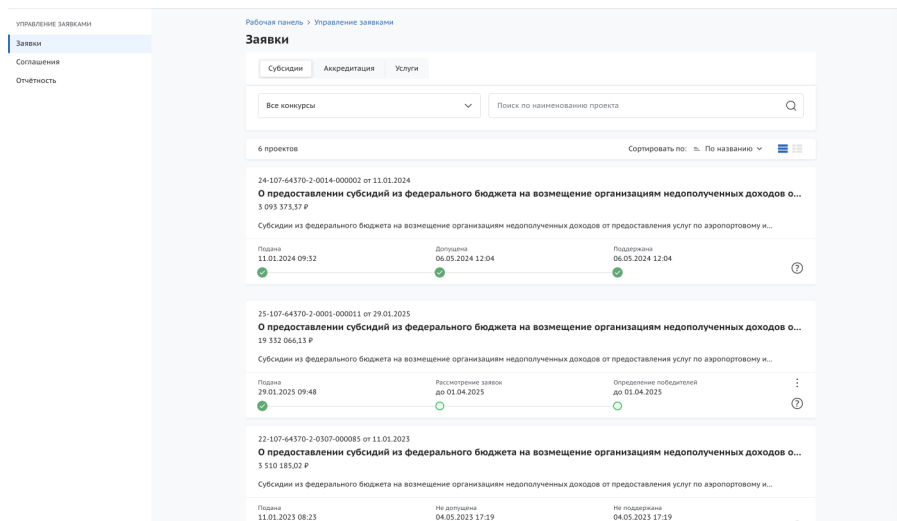 УПРАВЛЕНИЕ ЗАЯВКАМИ
Заявки
Соглашения
Отчётность
Рабочая панель > Управление заявками
Заявки
Субсидии Аккредитация Услуги
Все конкурсы Поиск по наименованию проекта
6 проектов Сортировать по: По названию
24-107-64370-2-0014-000002 от 11.01.2024
О предоставлении субсидий из федерального бюджета на возмещение организациям недополученных доходов о...
3 093 373,37 ₽
Субсидии из федерального бюджета на возмещение организациям недополученных доходов от предоставления услуг по аэропортовому и...
Подана Допущена Поддержана
11.01.2024 09:32 06.05.2024 12:04 06.05.2024 12:04
25-107-64370-2-0001-000011 от 29.01.2025
О предоставлении субсидий из федерального бюджета на возмещение организациям недополученных доходов о...
19 332 066,13 ₽
Субсидии из федерального бюджета на возмещение организациям недополученных доходов от предоставления услуг по аэропортовому и...
Подана Рассмотрение заявок Определение победителей
29.01.2025 09:48 до 01.04.2025 до 01.04.2025
22-107-64370-2-0307-000085 от 11.01.2023
О предоставлении субсидий из федерального бюджета на возмещение организациям недополученных доходов о...
3 510 185,02 ₽
Субсидии из федерального бюджета на возмещение организациям недополученных доходов от предоставления услуг по аэропортовому и...
Подана Не допущена Не поддержана
11.01.2023 08:23 04.05.2023 17:19 04.05.2023 17:19